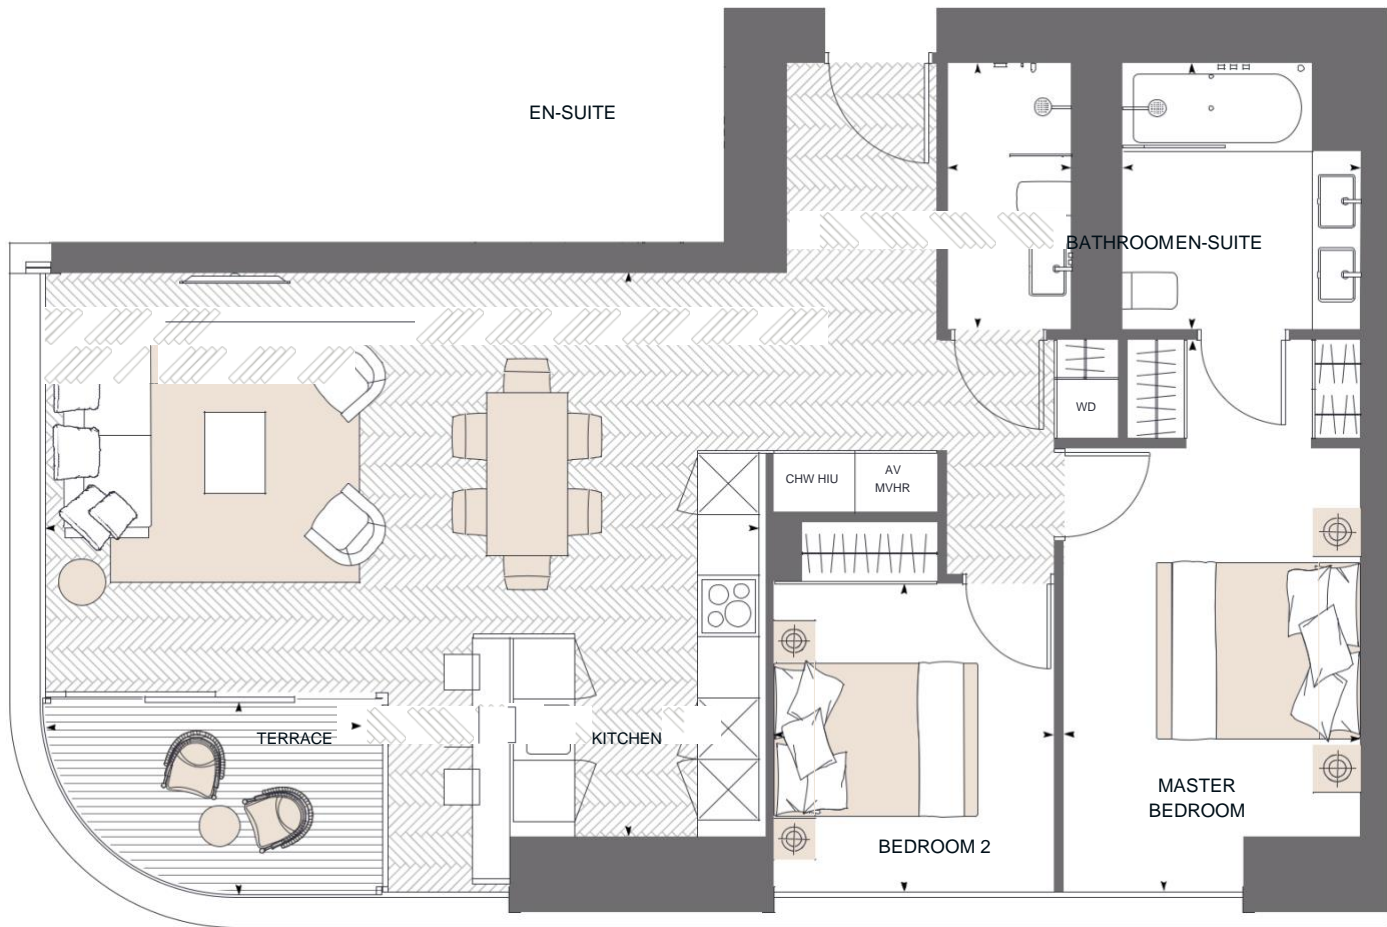 EN-SUITE
BATHROOMEN-SUITE
WD
CHW HIU
AV
MVHR
TERRACE
KITCHEN
MASTER
BEDROOM
BEDROOM 2